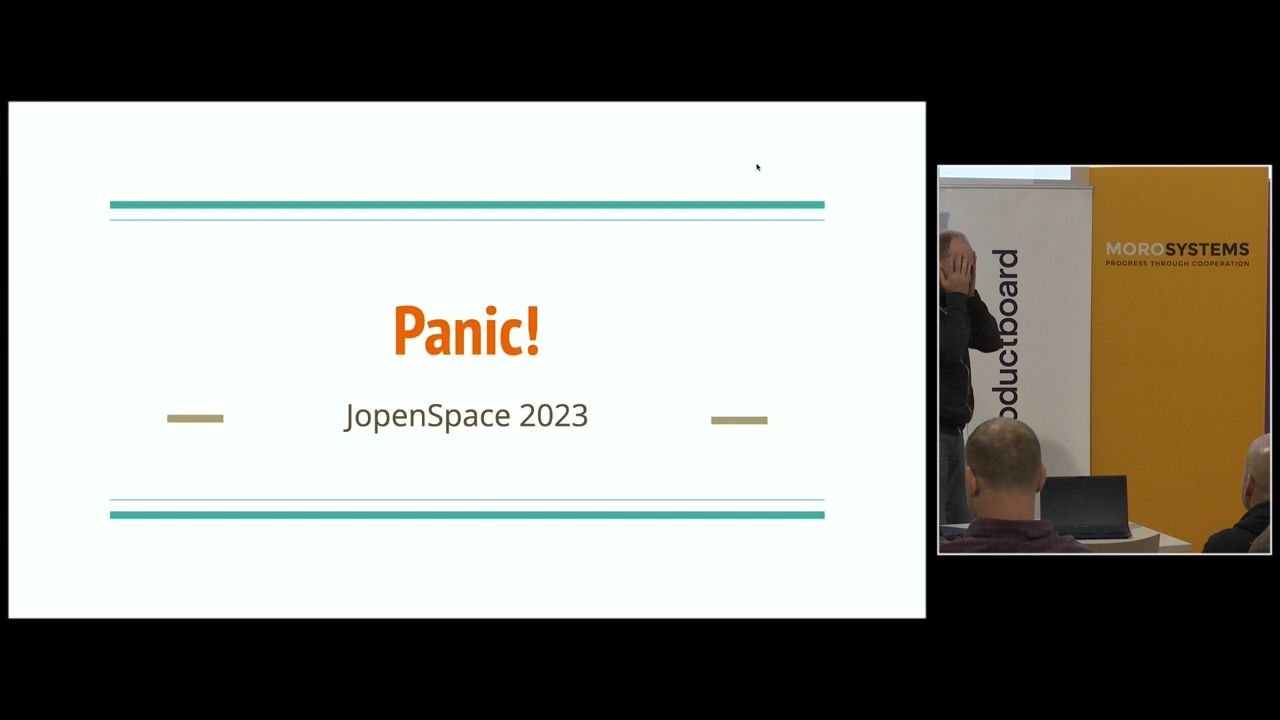 Panic!
JopenSpace 2023
oductboard
MOROSYSTEMS
PROGRESS THROUGH COOPERATION